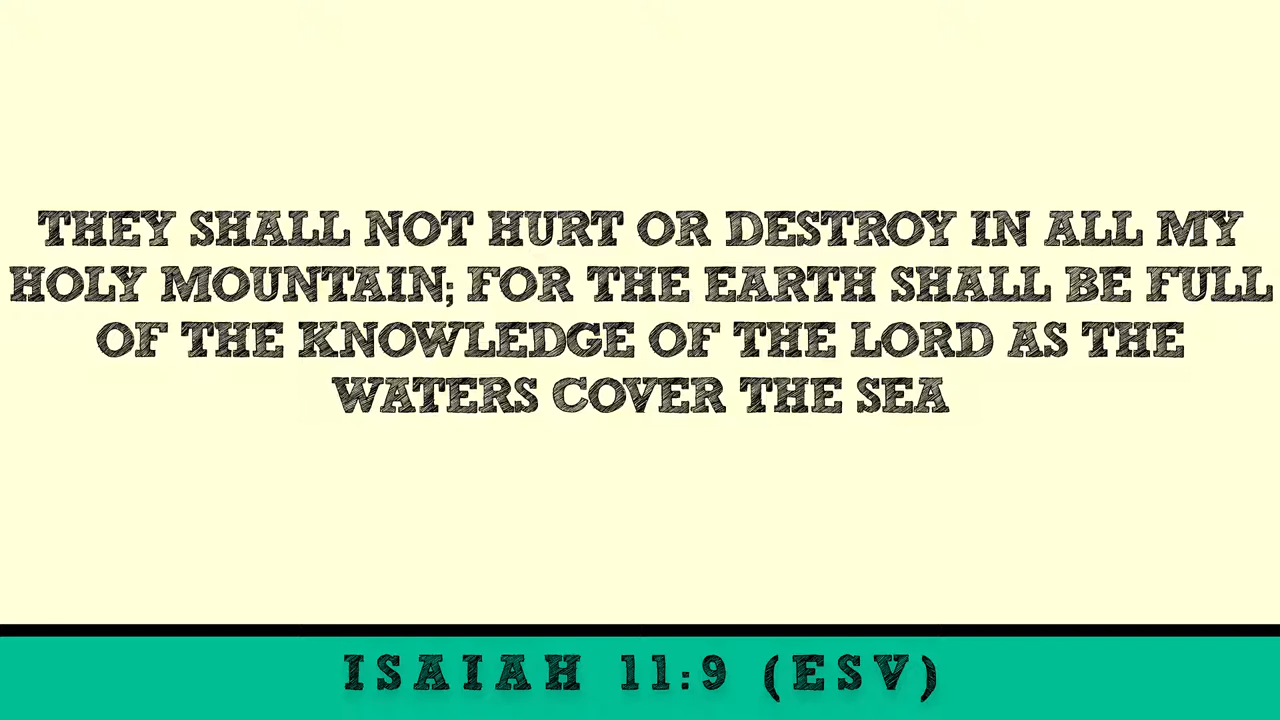 THEY SHALL NOT HURT OR DESTROY IN ALL MY
HOLY MOUNTAIN; FOR THE EARTH SHALL BE FULL
OF THE KNOWLEDGE OF THE LORD AS THE
WATERS COVER THE SEA
ISAIAH 11:9 (ESV)